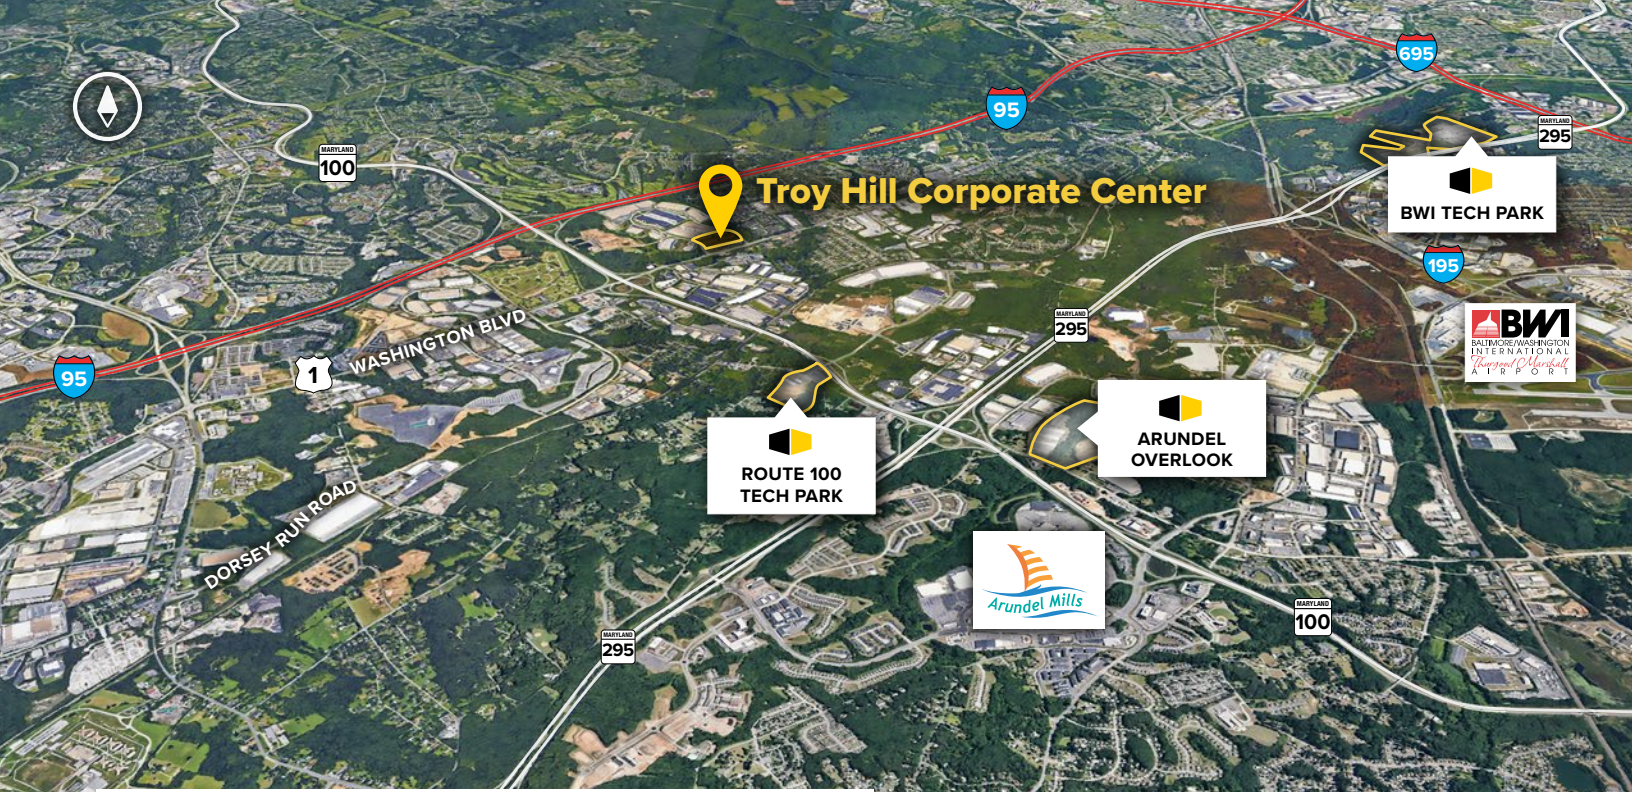 695
95
MARYLAND
295
MARYLAND
100
Troy Hill Corporate Center
BWI TECH PARK
195
MARYLAND
295
BWI
BALTIMORE/WASHINGTON
INTERNATIONAL
Thurgood Marshall
AIRPORT
WASHINGTON BLVD
1
95
ARUNDEL
OVERLOOK
ROUTE 100
TECH PARK
DORSEY RUN ROAD
Arundel Mills
MARYLAND
100
MARYLAND
295